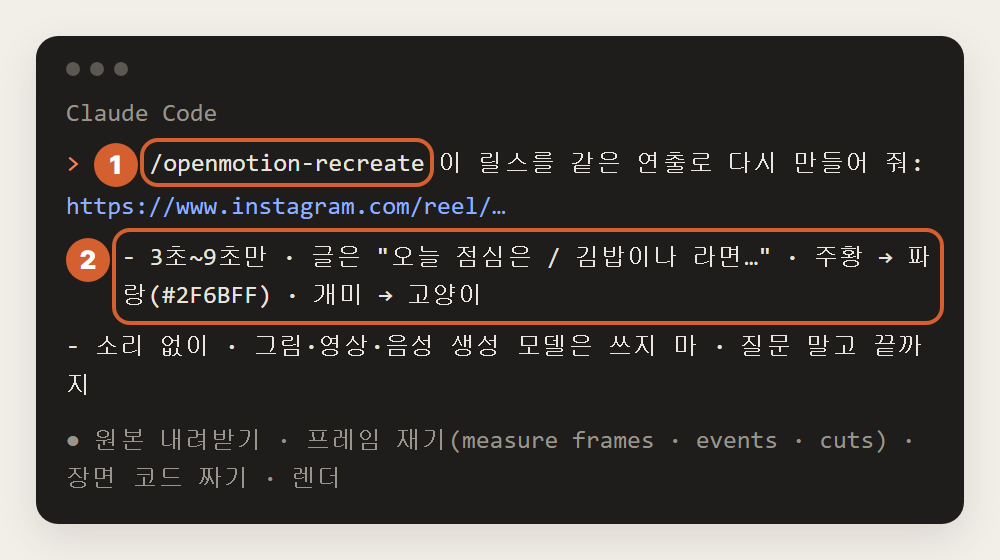 Claude Code
> 1 /openmotion-recreate 이 릴스를 같은 연출로 다시 만들어 줘:
https://www.instagram.com/reel/…
2 - 3초~9초만 · 글은 "오늘 점심은 / 김밥이나 라면…" · 주황 → 파
랑(#2F6BFF) · 개미 → 고양이
- 소리 없이 · 그림·영상·음성 생성 모델은 쓰지 마 · 질문 말고 끝까
지
● 원본 내려받기 · 프레임 재기(measure frames · events · cuts) ·
장면 코드 짜기 · 렌더